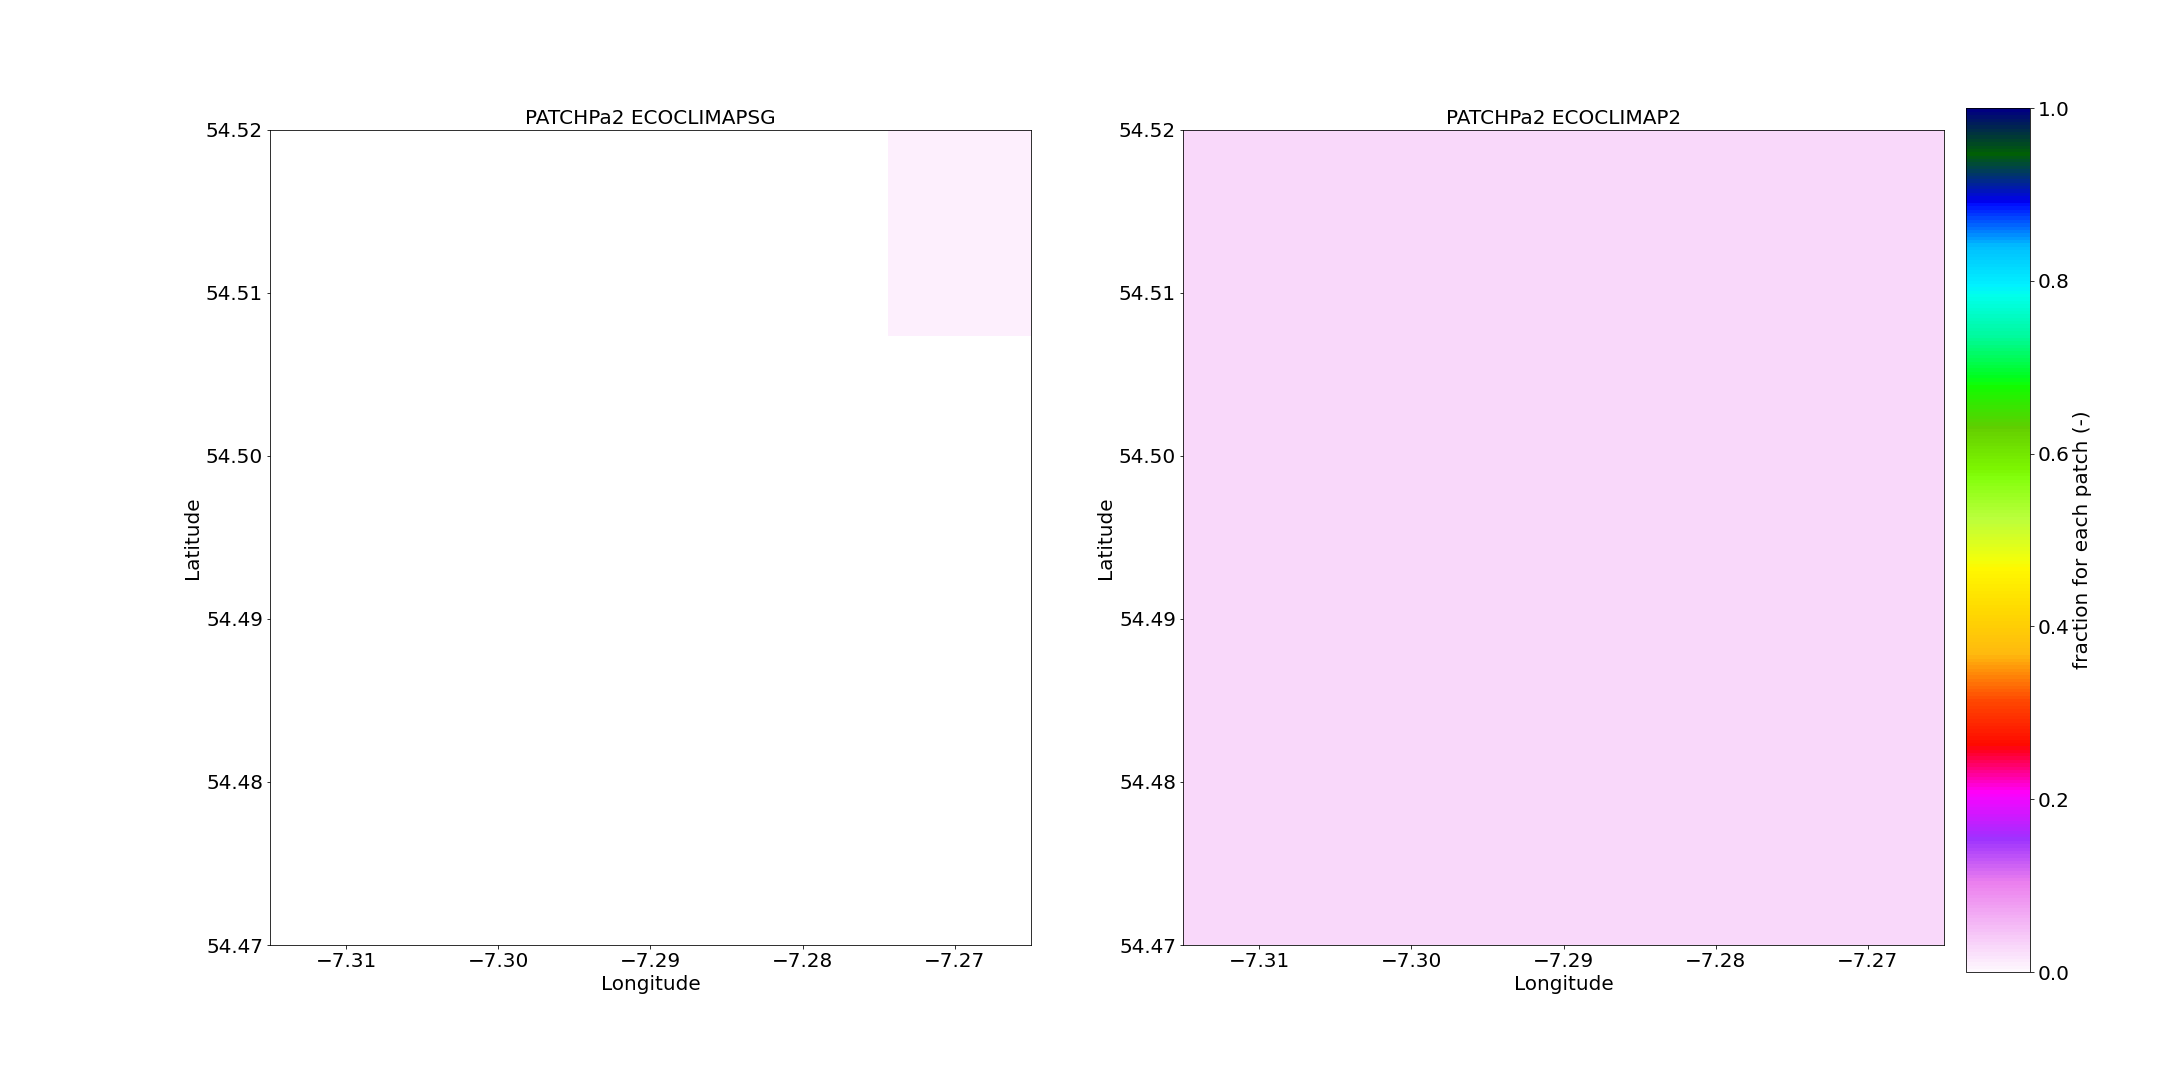 PATCHPa2 ECOCLIMAPSG
54.52
54.51
54.50
54.49
54.48
54.47
Latitude
−7.31 −7.30 −7.29 −7.28 −7.27
Longitude
PATCHPa2 ECOCLIMAP2
54.52
54.51
54.50
54.49
54.48
54.47
Latitude
−7.31 −7.30 −7.29 −7.28 −7.27
Longitude
1.0
0.8
0.6
0.4
0.2
0.0
fraction for each patch (-)